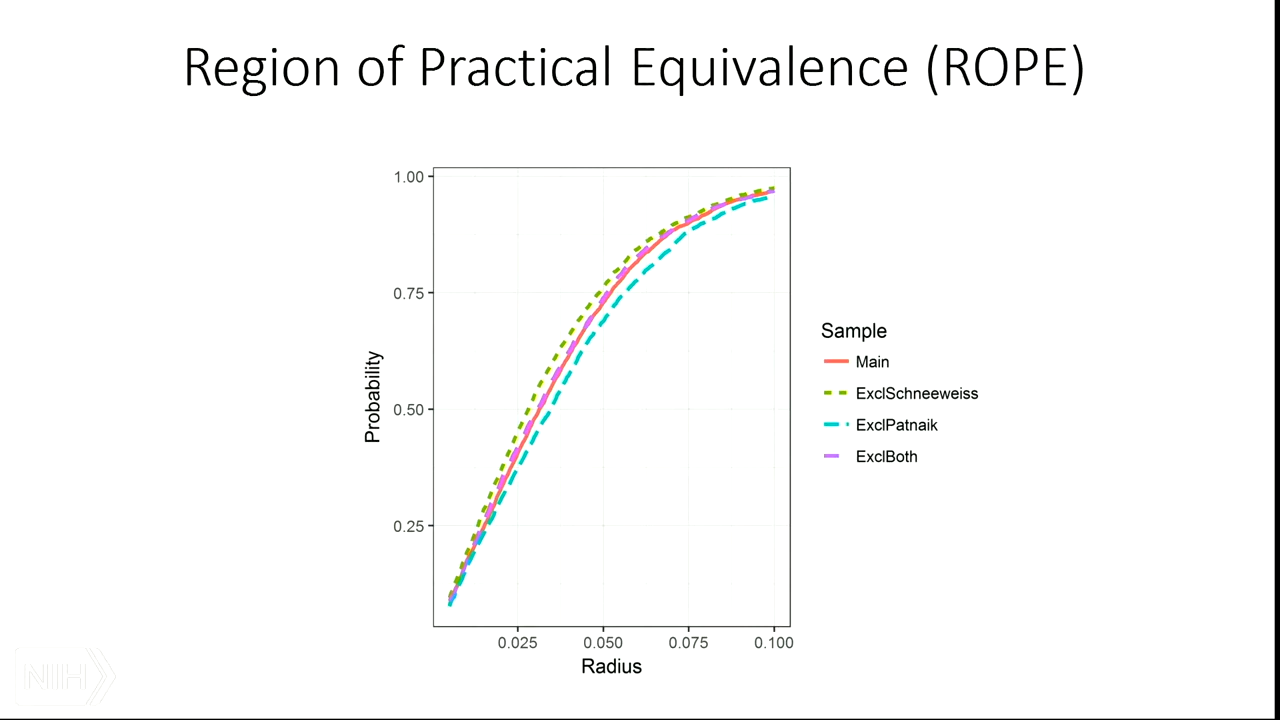 Region of Practical Equivalence (ROPE)
1.00
0.75
0.50
0.25
Probability
0.025
0.050
0.075
0.100
Radius
Sample
Main
ExclSchneeweiss
ExclPatnaik
ExclBoth
NIH